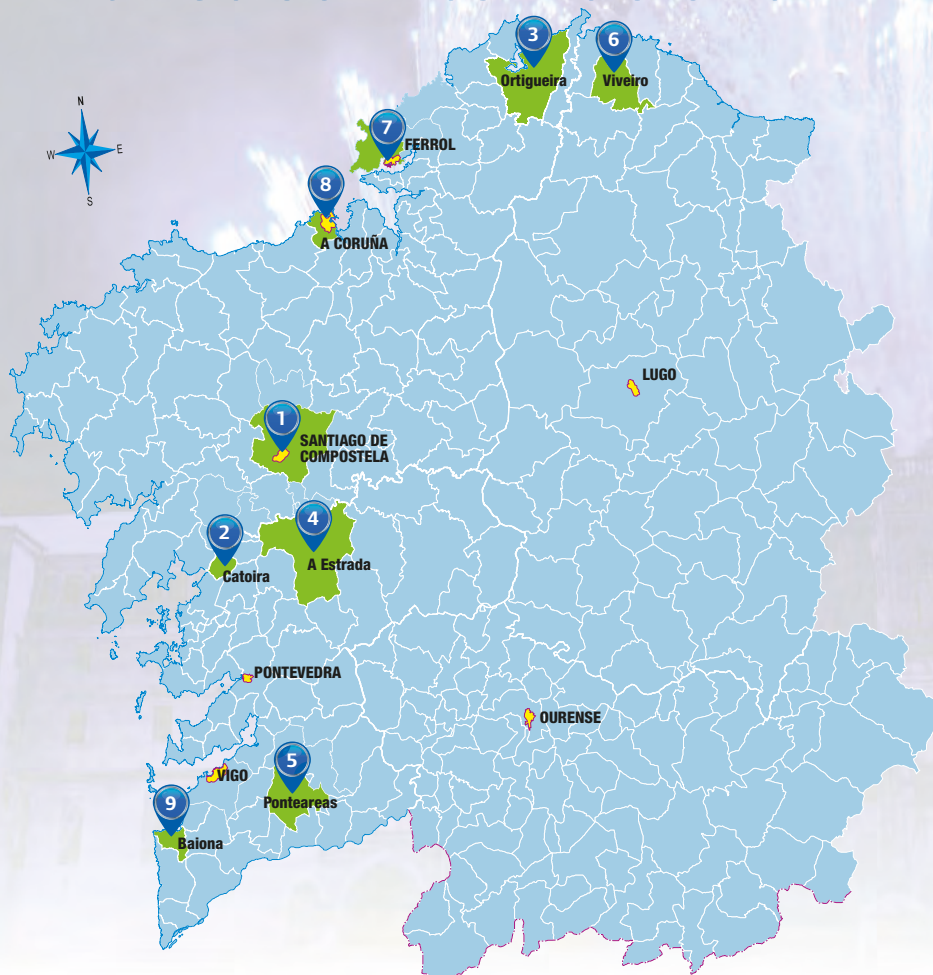 3
6
Ortigueira
Viveiro
N
W
E
S
7
FERROL
8
A CORUÑA
LUGO
1
SANTIAGO DE
COMPOSTELA
4
2
A Estrada
Catoira
PONTEVEDRA
OURENSE
5
VIGO
Ponteareas
9
Baiona